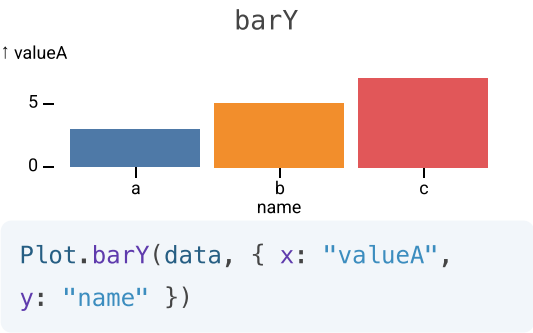 barY
↑ valueA
5
0
a b c
name
Plot.barY(data, { x: "valueA",
y: "name" })